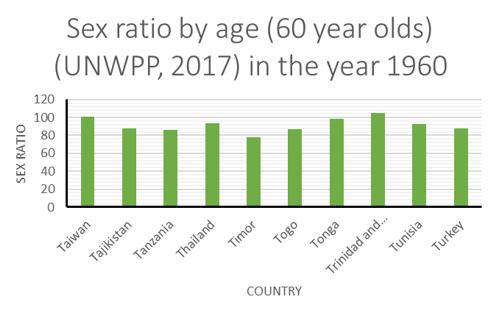 Sex ratio by age (60 year olds)
(UNWPP, 2017) in the year 1960
120
100
80
60
40
20
0
SEX RATIO
Taiwan
Tajikistan
Tanzania
Thailand
Timor
Togo
Tonga
Trinidad and...
Tunisia
Turkey
COUNTRY